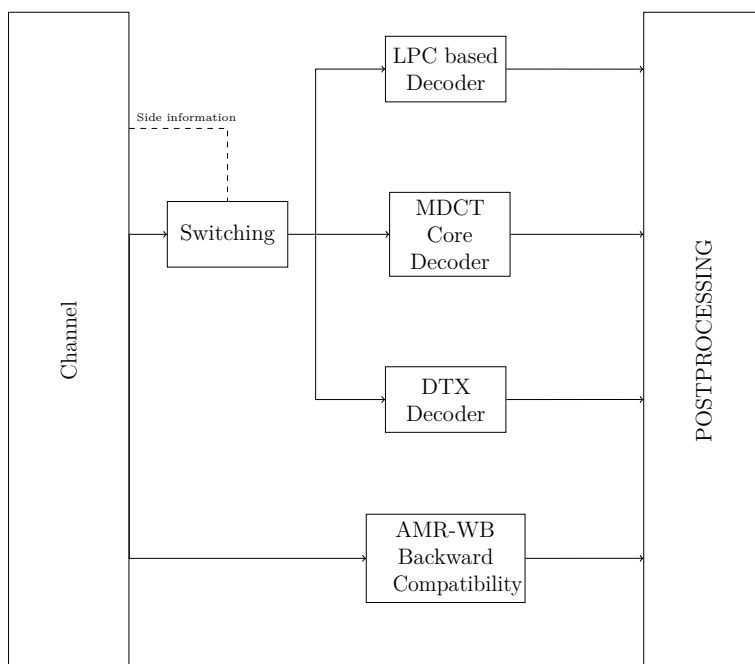 LPC based
Decoder
Side information
MDCT
Core
Decoder
Switching
Channel
POSTPROCESSING
DTX
Decoder
AMR-WB
Backward
Compatibility